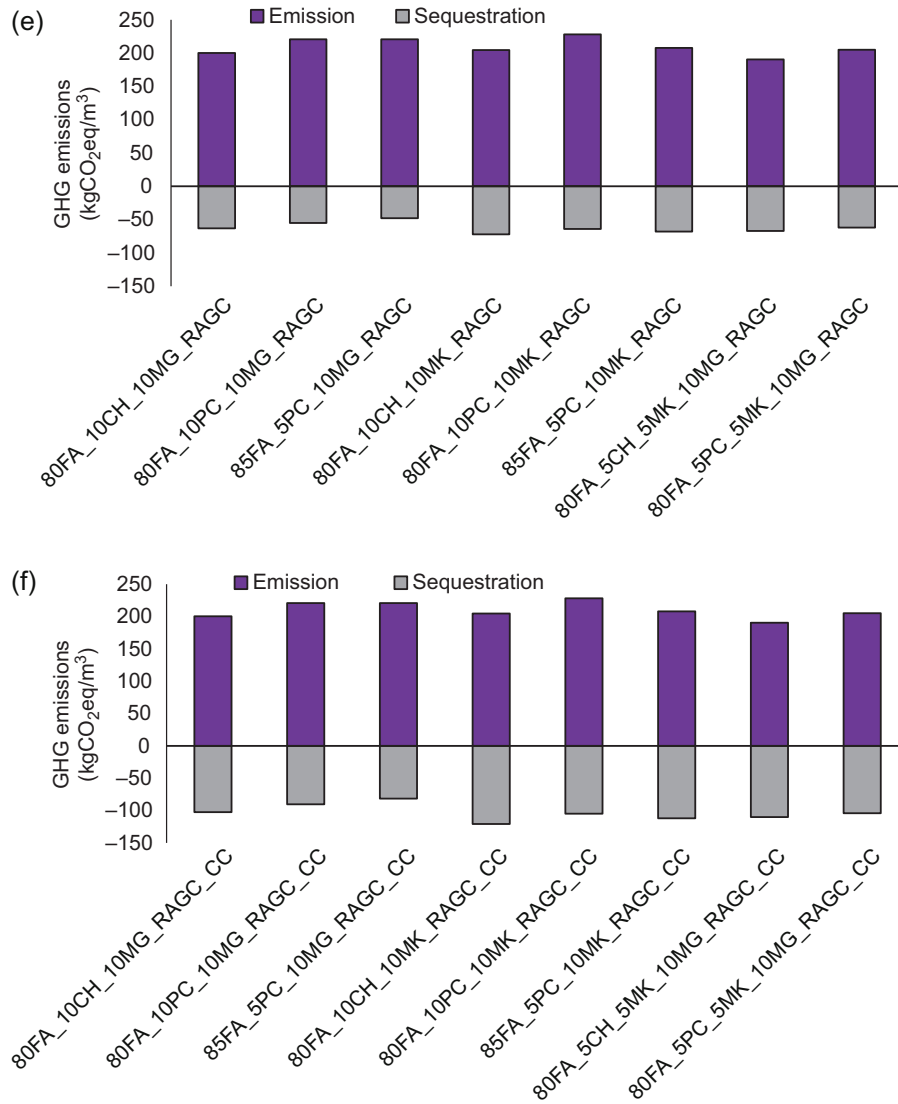 (e)
Emission
Sequestration
GHG emissions
(kgCO₂eq/m³)
250
200
150
100
50
0
–50
–100
–150
80FA_10CH_10MG_RAGC
80FA_10PC_10MG_RAGC
85FA_5PC_10MG_RAGC
80FA_10CH_10MK_RAGC
80FA_10PC_10MK_RAGC
85FA_5PC_10MK_RAGC
80FA_5CH_5MK_10MG_RAGC
80FA_5PC_5MK_10MG_RAGC
(f)
Emission
Sequestration
GHG emissions
(kgCO₂eq/m³)
250
200
150
100
50
0
–50
–100
–150
80FA_10CH_10MG_RAGC_CC
80FA_10PC_10MG_RAGC_CC
85FA_5PC_10MG_RAGC_CC
80FA_10CH_10MK_RAGC_CC
80FA_10PC_10MK_RAGC_CC
85FA_5PC_10MK_RAGC_CC
80FA_5CH_5MK_10MG_RAGC_CC
80FA_5PC_5MK_10MG_RAGC_CC